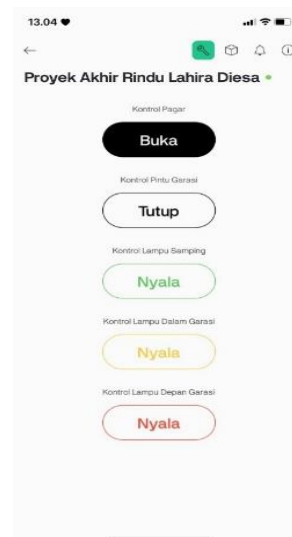 13.04
Proyek Akhir Rindu Lahira Diesa
Kontrol Pagar
Buka
Kontrol Pintu Garasi
Tutup
Kontrol Lampu Samping
Nyala
Kontrol Lampu Dalam Garasi
Nyala
Kontrol Lampu Depan Garasi
Nyala